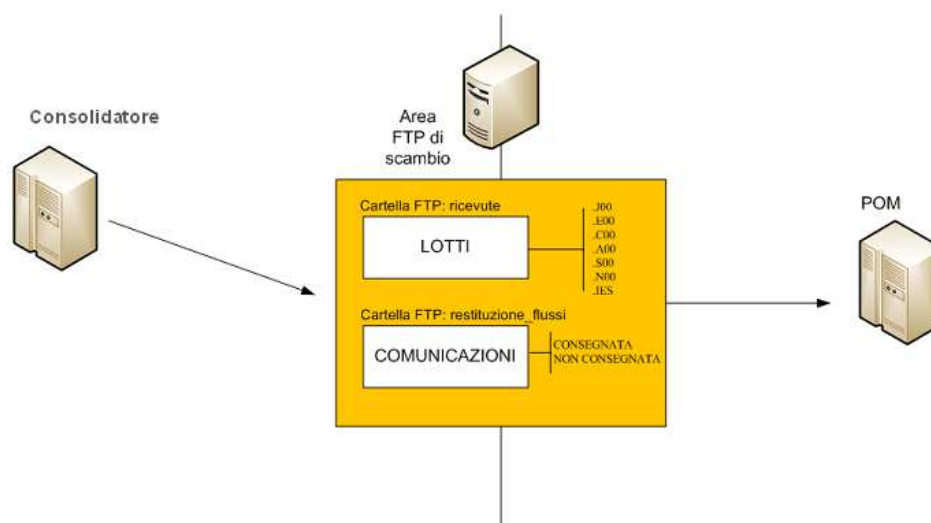 Consolidatore
Area
FTP di
scambio
Cartella FTP: ricevute
LOTTI
.J00
.E00
.C00
.A00
.S00
.N00
.IES
Cartella FTP: restituzione_flussi
COMUNICAZIONI
CONSEGNATA
NON CONSEGNATA
POM